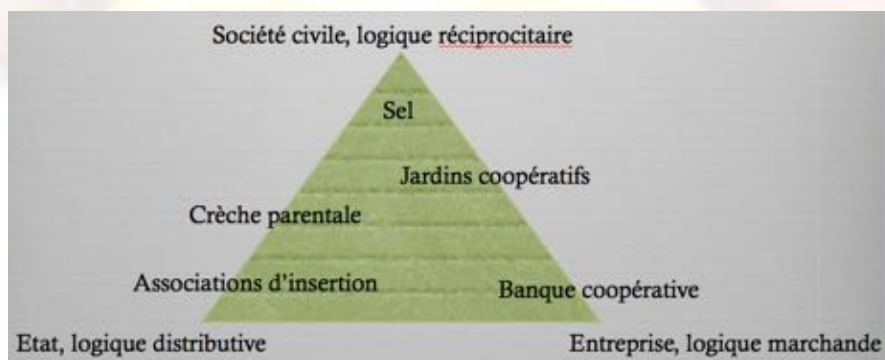 Société civile, logique réciprocitaire
Sel
Jardins coopératifs
Crèche parentale
Associations d'insertion
Banque coopérative
Etat, logique distributive
Entreprise, logique marchande